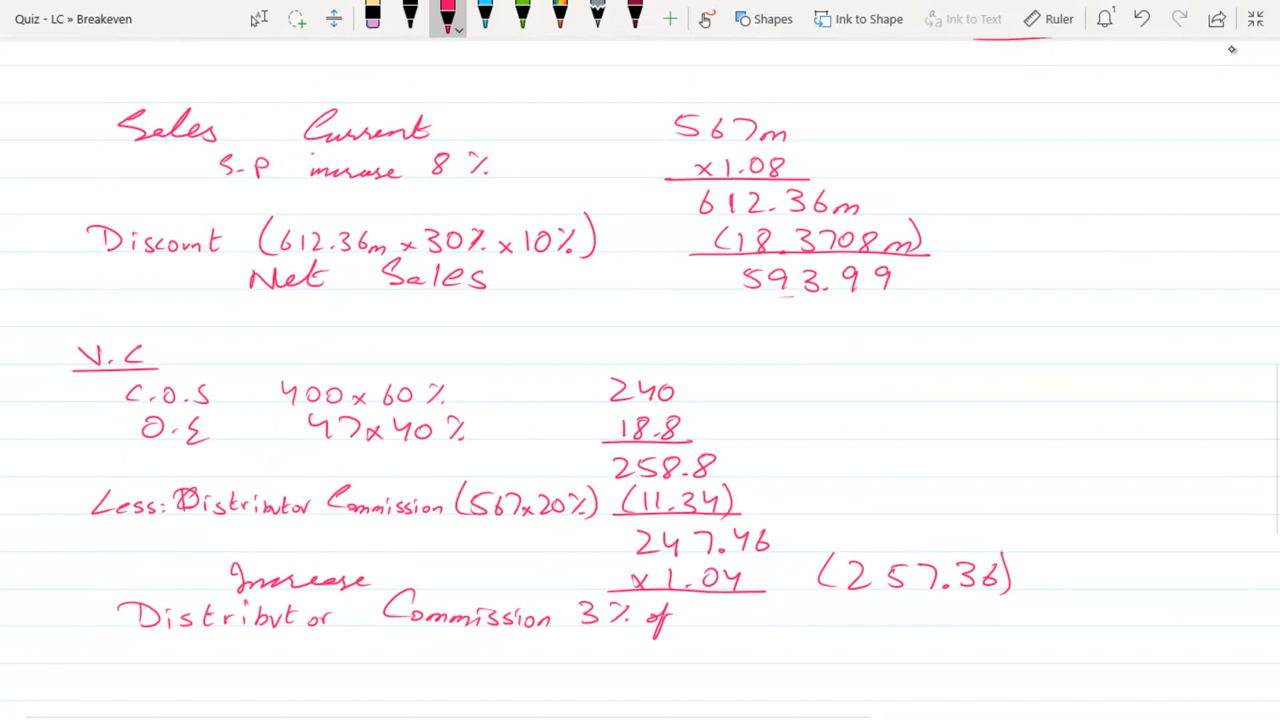 Quiz - LC » Breakeven
Shapes Ink to Shape Ink to Text Ruler
Sales Current 567m
S.P increase 8% x1.08
612.36m
Discount (612.36m x 30% x 10%) (18.3708m)
Net Sales 593.99
V.C
C.O.S 400 x 60% 240
O.E 47 x 40% 18.8
258.8
Less: Distributor Commission (567x20%) (11.34)
247.46
Increase x 1.04 (257.36)
Distributor Commission 3% of